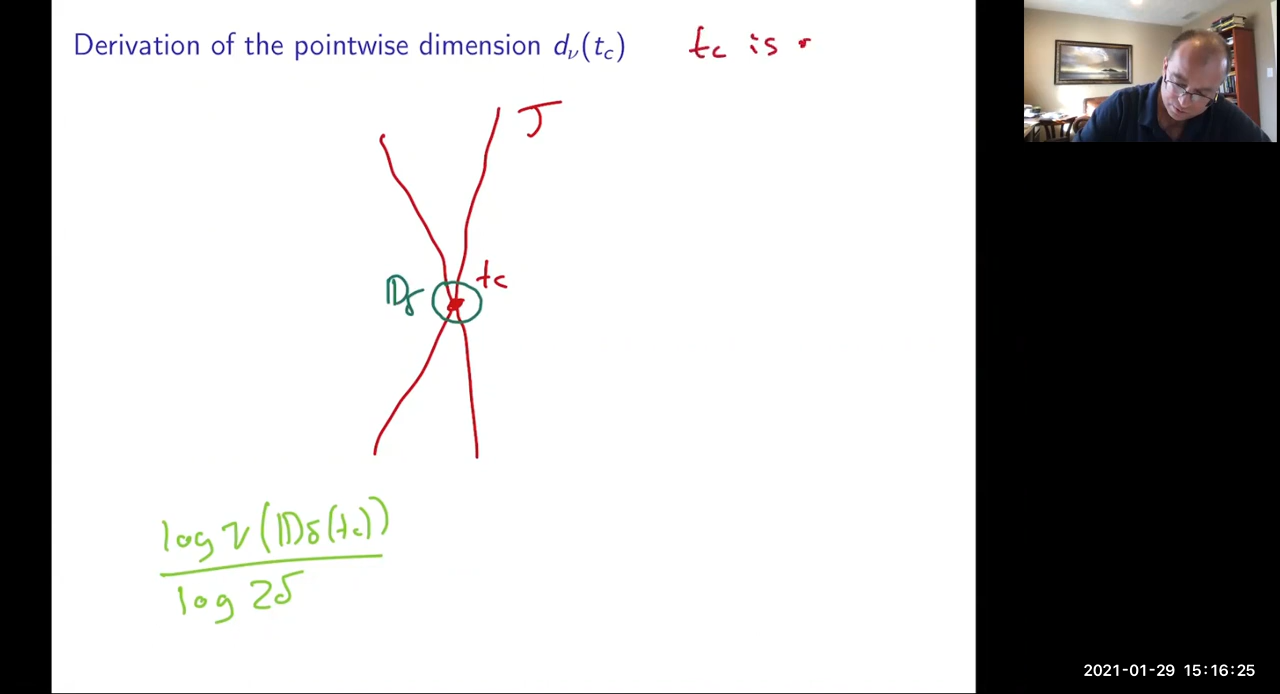 Derivation of the pointwise dimension d_ν(t_c) t_c is
J
𝔻_δ t_c
log ν(𝔻_δ(t_c))
log 2δ
2021-01-29 15:16:25